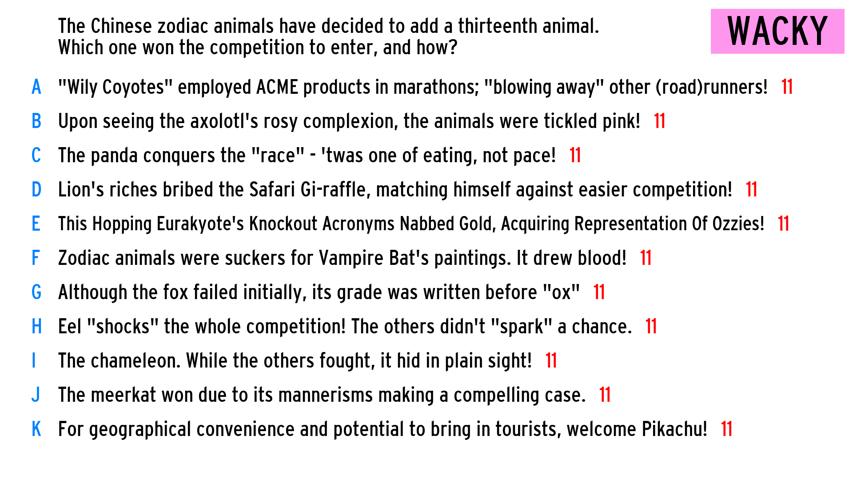 The Chinese zodiac animals have decided to add a thirteenth animal.
Which one won the competition to enter, and how?
WACKY
A "Wily Coyotes" employed ACME products in marathons; "blowing away" other (road)runners! 11
B Upon seeing the axolotl's rosy complexion, the animals were tickled pink! 11
C The panda conquers the "race" - 'twas one of eating, not pace! 11
D Lion's riches bribed the Safari Gi-raffle, matching himself against easier competition! 11
E This Hopping Eurakyote's Knockout Acronyms Nabbed Gold, Acquiring Representation Of Ozzies! 11
F Zodiac animals were suckers for Vampire Bat's paintings. It drew blood! 11
G Although the fox failed initially, its grade was written before "ox" 11
H Eel "shocks" the whole competition! The others didn't "spark" a chance. 11
I The chameleon. While the others fought, it hid in plain sight! 11
J The meerkat won due to its mannerisms making a compelling case. 11
K For geographical convenience and potential to bring in tourists, welcome Pikachu! 11